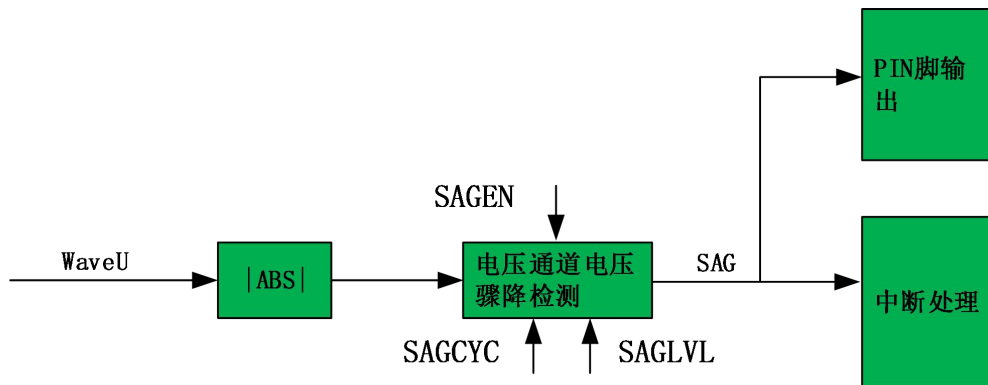 PIN脚输
出
SAGEN
WaveU
|ABS|
电压通道电压
骤降检测
SAG
中断处理
SAGCYC
SAGLVL